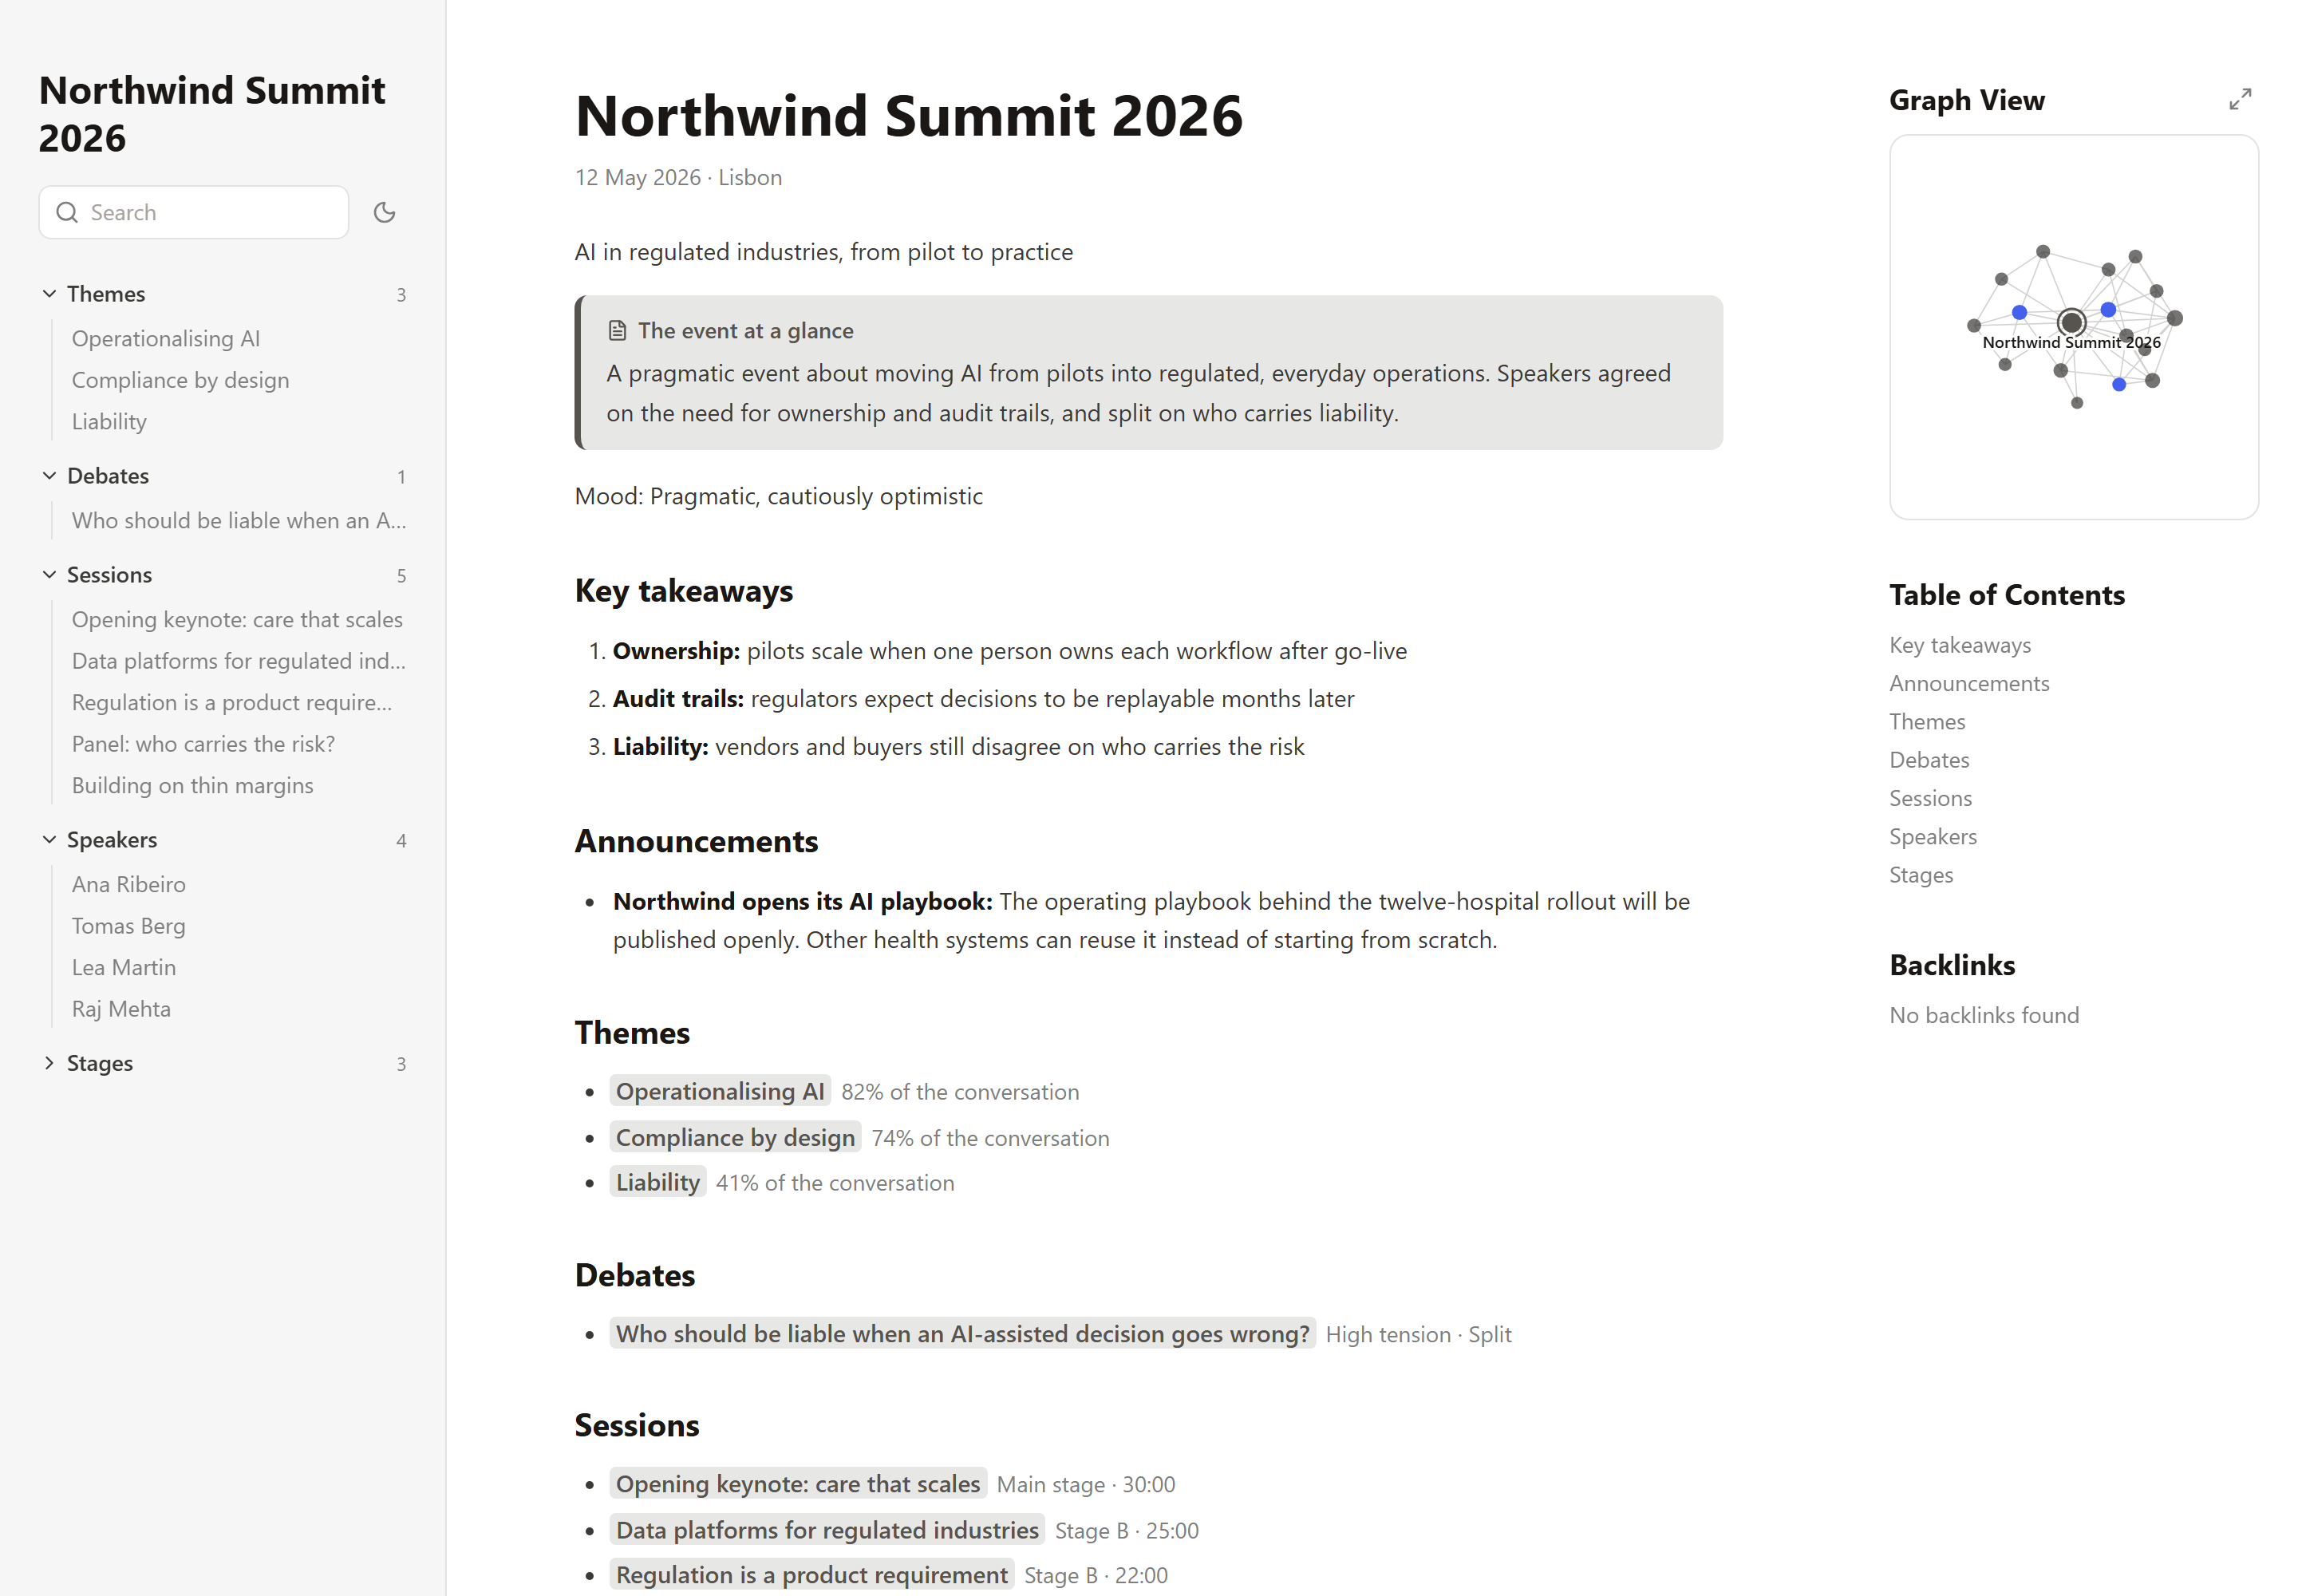 Northwind Summit
2026
Search
Themes 3
Operationalising AI
Compliance by design
Liability
Debates 1
Who should be liable when an A...
Sessions 5
Opening keynote: care that scales
Data platforms for regulated ind...
Regulation is a product require...
Panel: who carries the risk?
Building on thin margins
Speakers 4
Ana Ribeiro
Tomas Berg
Lea Martin
Raj Mehta
Stages 3
Northwind Summit 2026
12 May 2026 · Lisbon
AI in regulated industries, from pilot to practice
The event at a glance
A pragmatic event about moving AI from pilots into regulated, everyday operations. Speakers agreed
on the need for ownership and audit trails, and split on who carries liability.
Mood: Pragmatic, cautiously optimistic
Key takeaways
1. Ownership: pilots scale when one person owns each workflow after go-live
2. Audit trails: regulators expect decisions to be replayable months later
3. Liability: vendors and buyers still disagree on who carries the risk
Announcements
• Northwind opens its AI playbook: The operating playbook behind the twelve-hospital rollout will be
published openly. Other health systems can reuse it instead of starting from scratch.
Themes
• Operationalising AI 82% of the conversation
• Compliance by design 74% of the conversation
• Liability 41% of the conversation
Debates
• Who should be liable when an AI-assisted decision goes wrong? High tension · Split
Sessions
• Opening keynote: care that scales Main stage · 30:00
• Data platforms for regulated industries Stage B · 25:00
• Regulation is a product requirement Stage B · 22:00
Graph View
Northwind Summit 2026
Table of Contents
Key takeaways
Announcements
Themes
Debates
Sessions
Speakers
Stages
Backlinks
No backlinks found